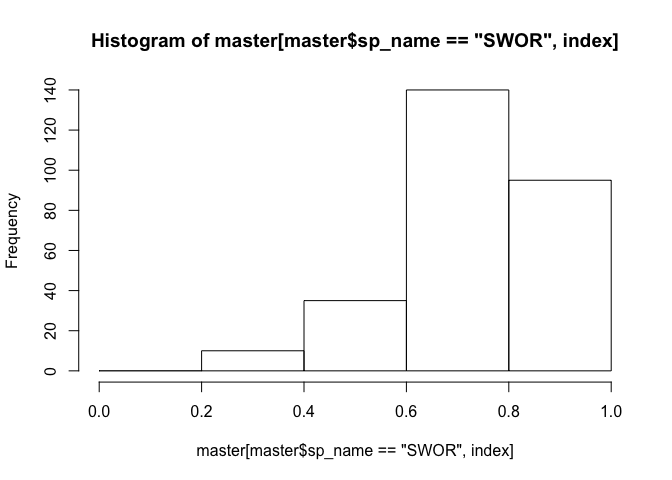 Histogram of master[master$sp_name == "SWOR", index]
140
120
100
80
60
40
20
0
Frequency
0.0 0.2 0.4 0.6 0.8 1.0
master[master$sp_name == "SWOR", index]